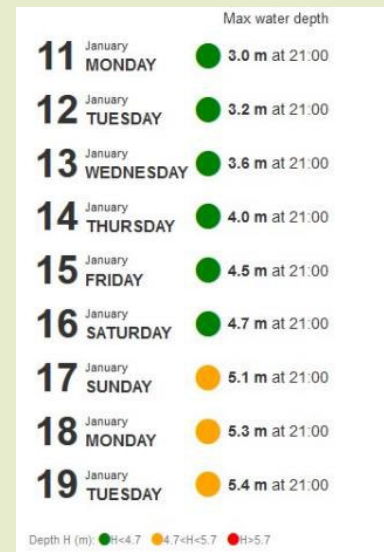 Max water depth
11 January MONDAY 3.0 m at 21:00
12 January TUESDAY 3.2 m at 21:00
13 January WEDNESDAY 3.6 m at 21:00
14 January THURSDAY 4.0 m at 21:00
15 January FRIDAY 4.5 m at 21:00
16 January SATURDAY 4.7 m at 21:00
17 January SUNDAY 5.1 m at 21:00
18 January MONDAY 5.3 m at 21:00
19 January TUESDAY 5.4 m at 21:00
Depth H (m): H<4.7 4.7<H<5.7 H>5.7